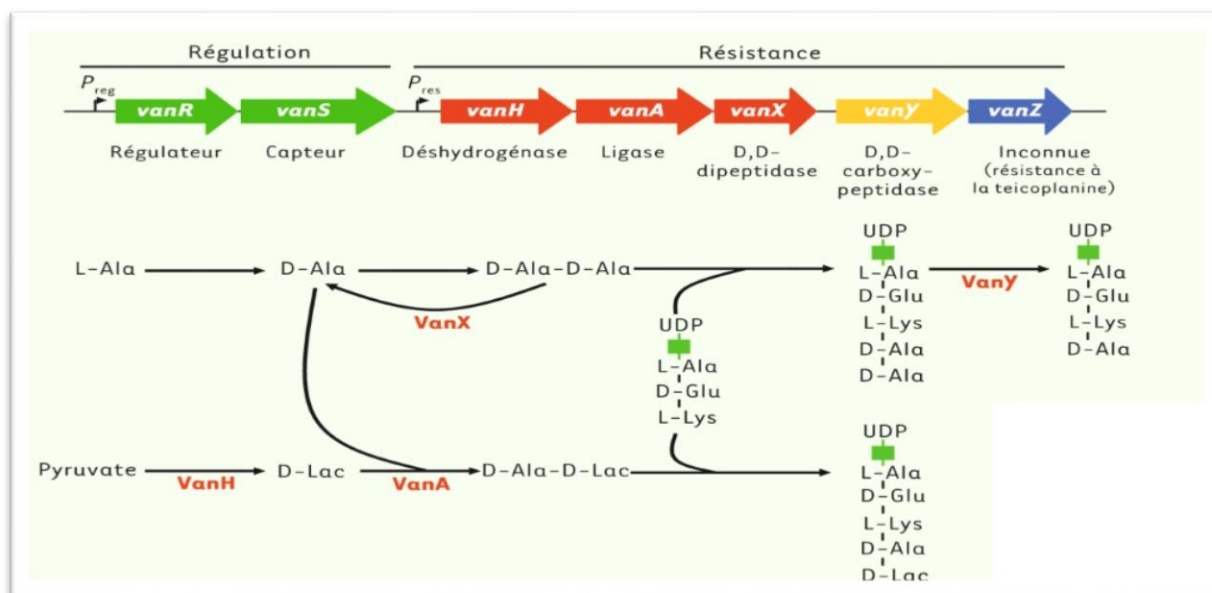 Régulation Résistance
Preg Pres
vanR vanS vanH vanA vanX vanY vanZ
Régulateur Capteur Déshydrogénase Ligase D,D-
dipeptidase
D,D-
carboxy-
peptidase
Inconnue
(résistance à
la teicoplanine)
L-Ala D-Ala D-Ala-D-Ala
VanX
UDP
L-Ala
D-Glu
L-Lys
UDP
L-Ala
D-Glu
L-Lys
D-Ala
D-Ala
VanY
UDP
L-Ala
D-Glu
L-Lys
D-Ala
Pyruvate VanH D-Lac VanA D-Ala-D-Lac
UDP
L-Ala
D-Glu
L-Lys
D-Ala
D-Lac